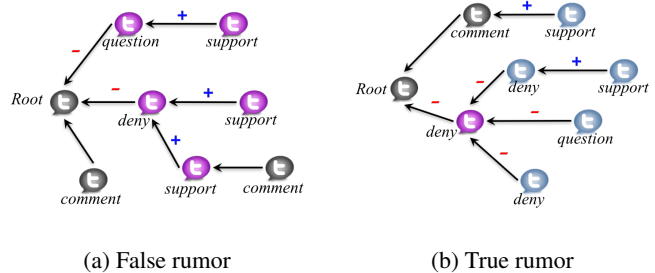 +
question
support
-
Root
-
deny
+
support
+
comment
support
comment
(a) False rumor
+
comment
support
+
Root
-
deny
support
-
-
deny
question
-
deny
(b) True rumor